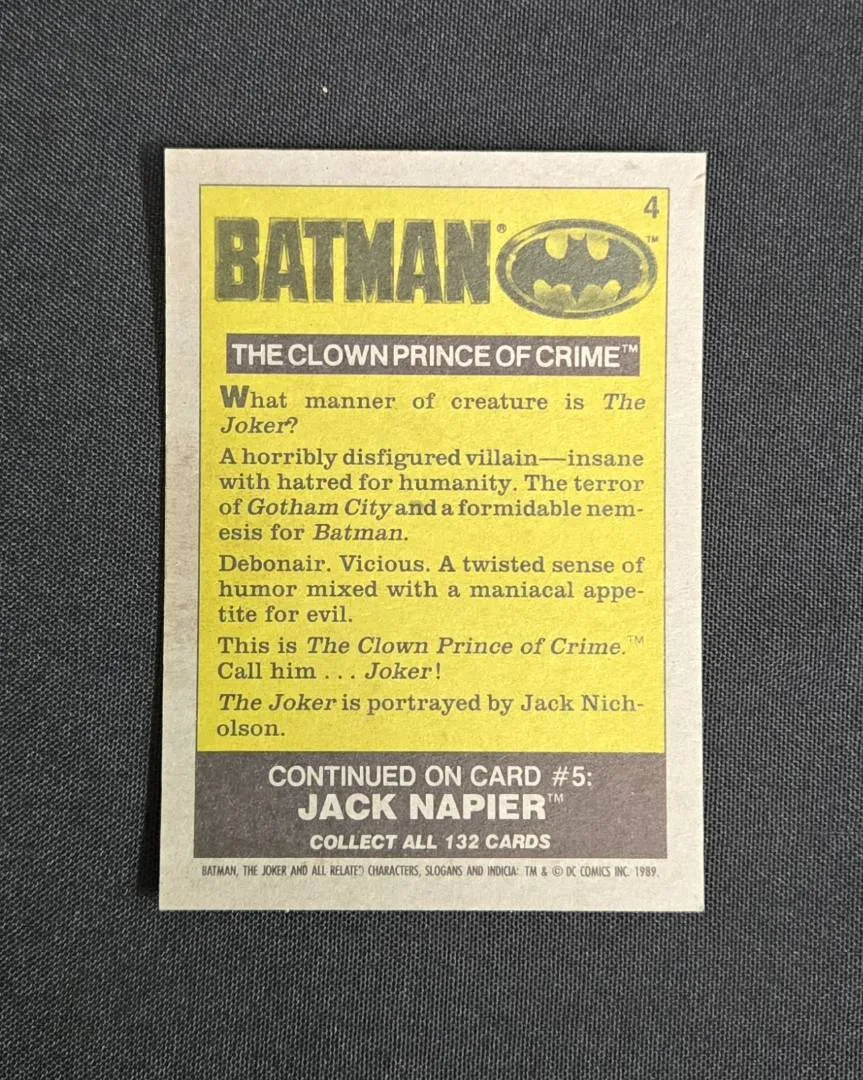 4
BATMAN® ™
THE CLOWN PRINCE OF CRIME™
What manner of creature is The
Joker?
A horribly disfigured villain—insane
with hatred for humanity. The terror
of Gotham City and a formidable nem-
esis for Batman.
Debonair. Vicious. A twisted sense of
humor mixed with a maniacal appe-
tite for evil.
This is The Clown Prince of Crime.™
Call him . . . Joker!
The Joker is portrayed by Jack Nich-
olson.
CONTINUED ON CARD #5:
JACK NAPIER™
COLLECT ALL 132 CARDS
BATMAN, THE JOKER AND ALL RELATE) CHARACTERS, SLOGANS AND INDICIA: TM & © DC COMICS INC. 1989.